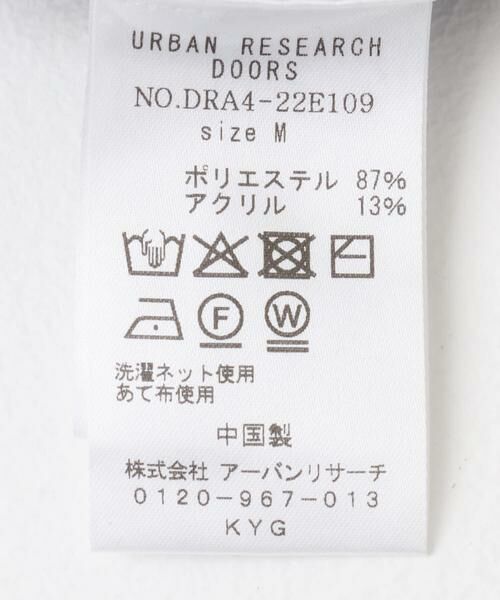 URBAN RESEARCH
DOORS
NO.DRA4-22E109
size M
ポリエステル 87%
アクリル 13%
F W
洗濯ネット使用
あて布使用
中国製
株式会社 アーバンリサーチ
0120-967-013
KYG